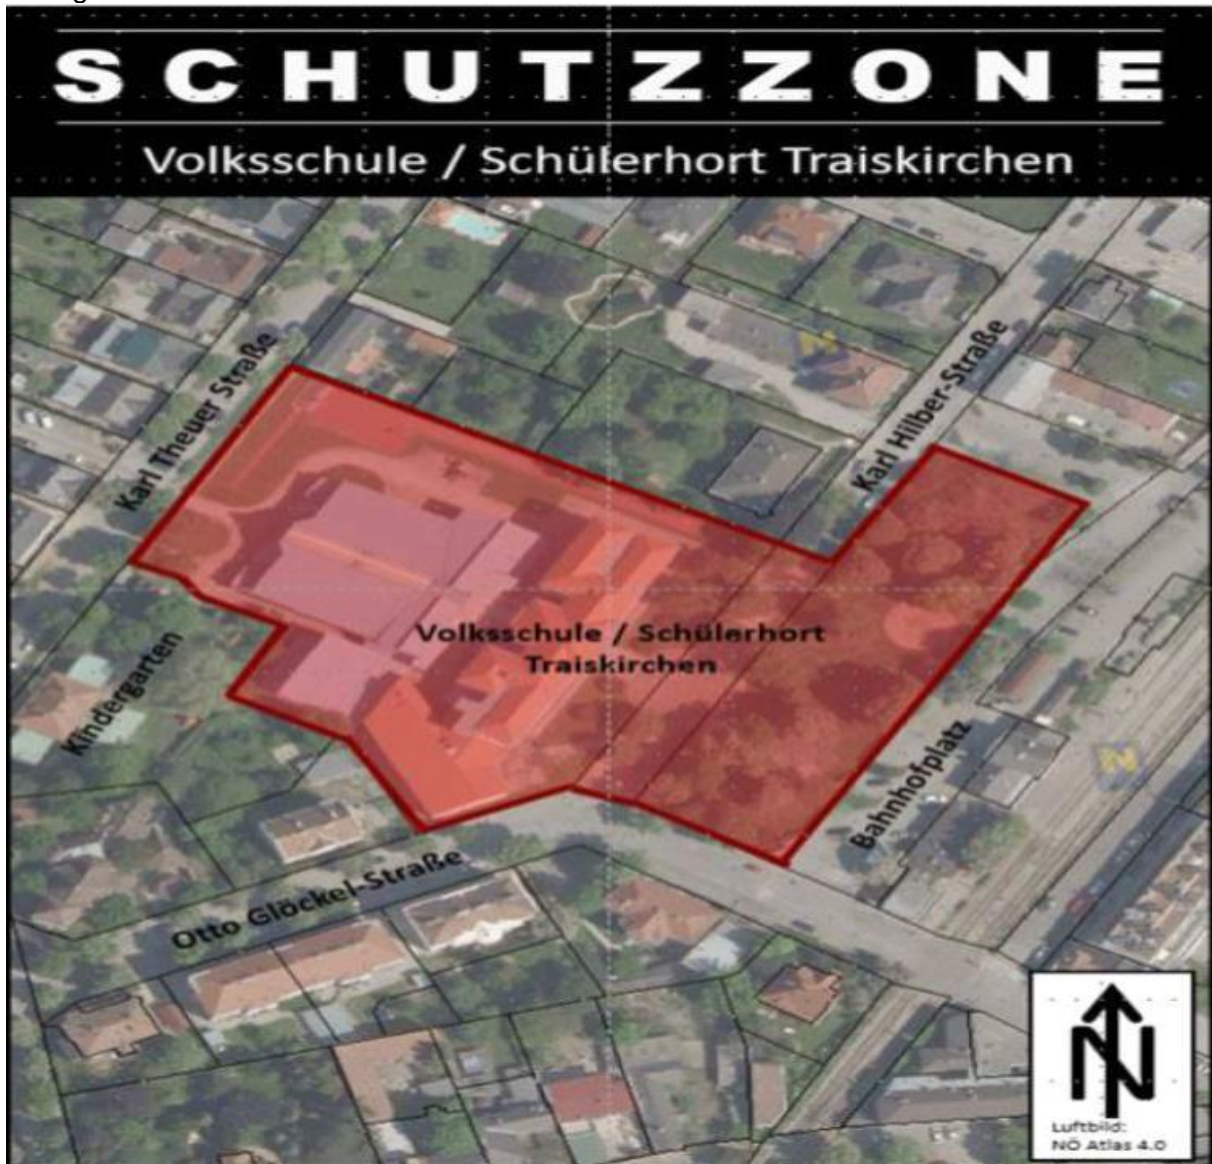 SCHUTZZONE
Volksschule / Schülerhort Traiskirchen
Karl Theuer Straße
Karl Hilber-Straße
Volksschule / Schülerhort
Traiskirchen
Kindergarten
Bahnhofplatz
Otto Glöckel-Straße
N
Luftbild:
NÖ Atlas 4.0